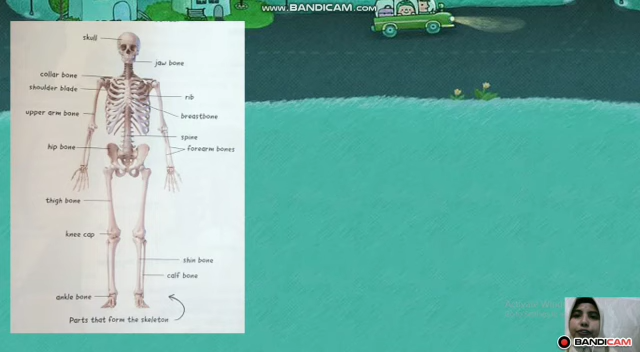 www.BANDICAM.com
skull
jaw bone
collar bone
shoulder blade
rib
upper arm bone
breastbone
spine
hip bone
forearm bones
thigh bone
knee cap
shin bone
calf bone
ankle bone
Parts that form the skeleton
BANDICAM